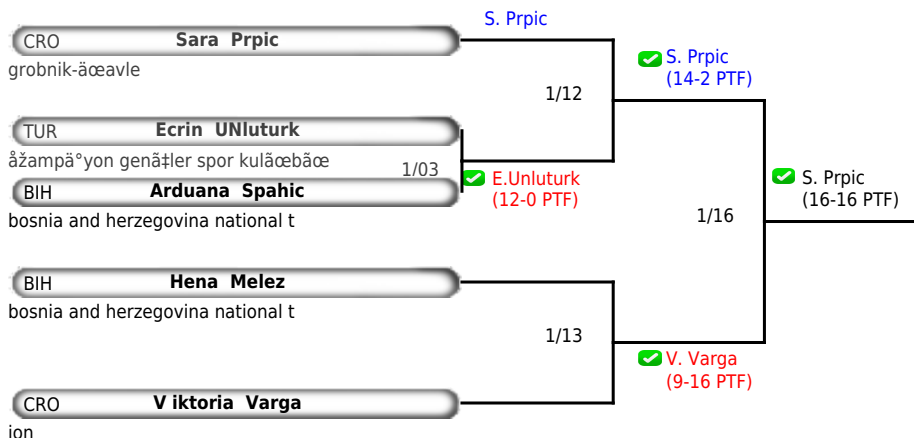 S. Prpic
CRO Sara Prpic
grobnik-äœavle
S. Prpic
(14-2 PTF)
1/12
TUR Ecrin UNluturk
åžampä°yon genã‡ler spor kulãœbãœ
1/03
E.Unluturk
(12-0 PTF)
BIH Arduana Spahic
bosnia and herzegovina national t
S. Prpic
(16-16 PTF)
1/16
BIH Hena Melez
bosnia and herzegovina national t
1/13
V. Varga
(9-16 PTF)
CRO V iktoria Varga
ion